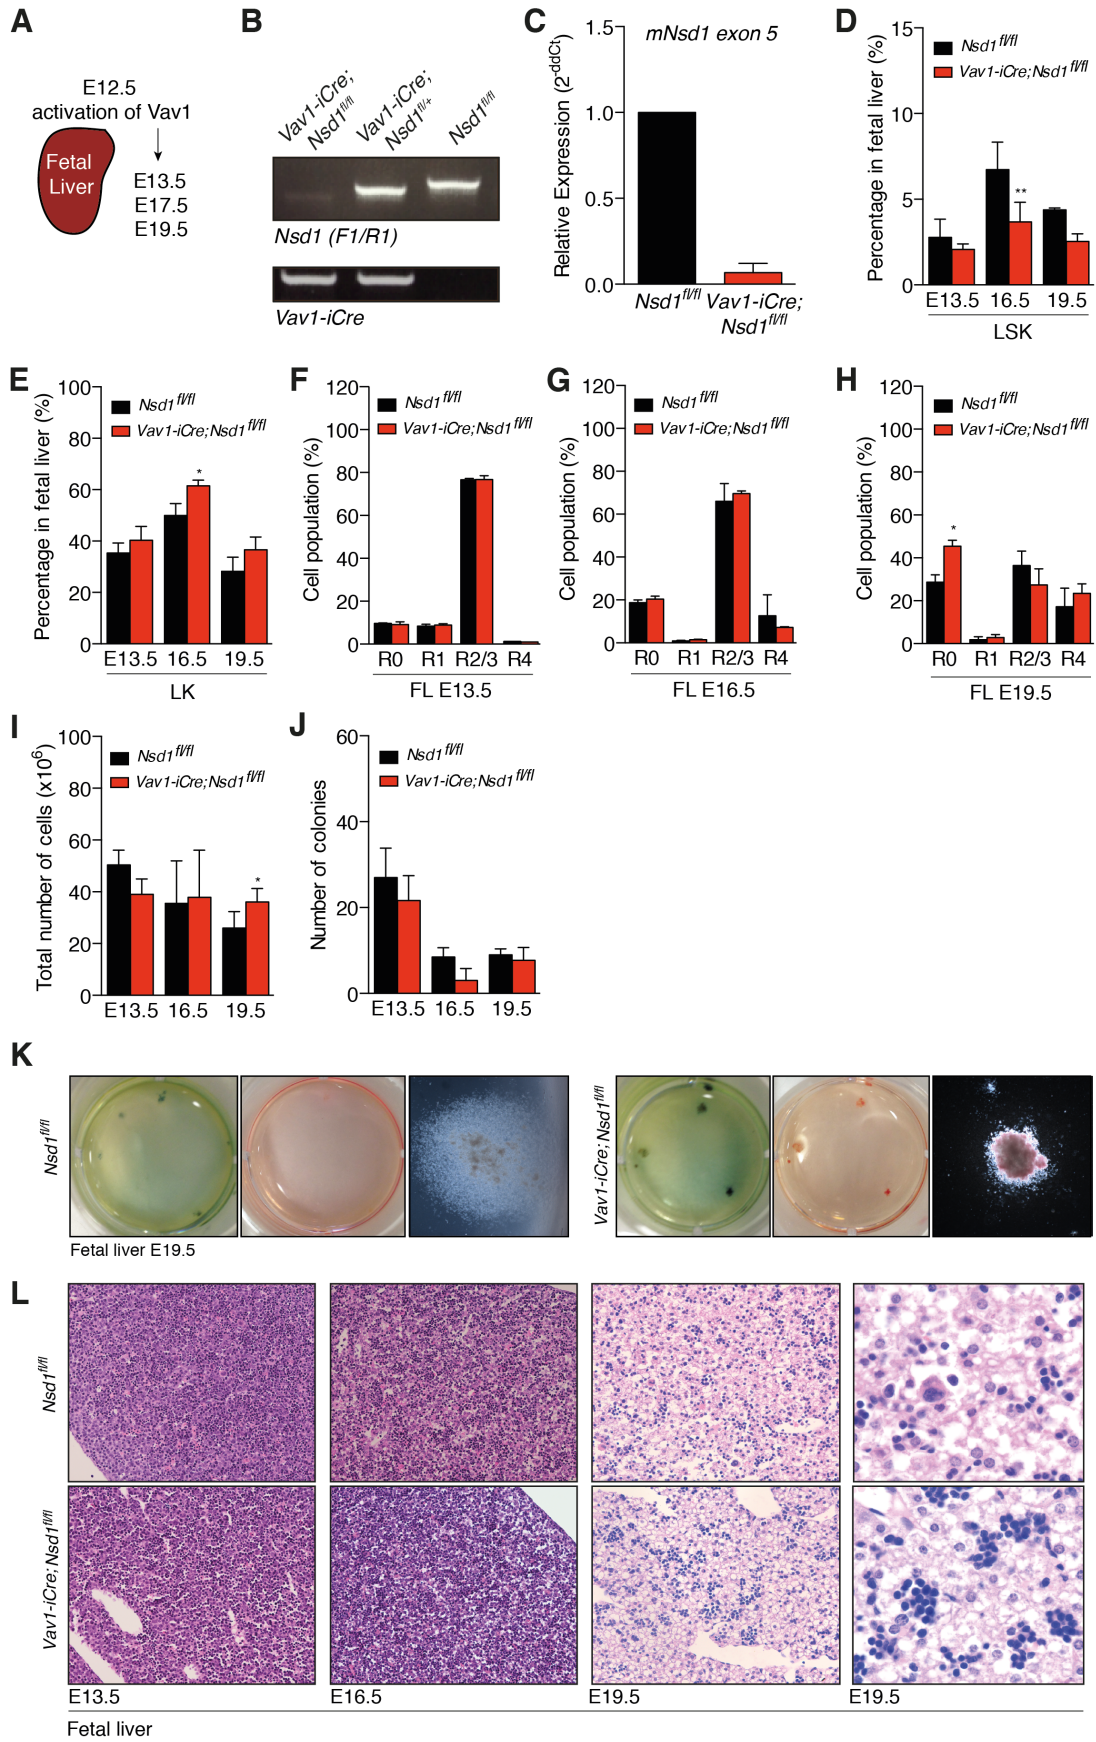 A
E12.5
activation of Vav1
Fetal
Liver
E13.5
E17.5
E19.5
B
Vav1-iCre;
Nsd1fl/fl
Vav1-iCre;
Nsd1fl/+
Nsd1fl/fl
Nsd1 (F1/R1)
Vav1-iCre
C
mNsd1 exon 5
Relative Expression (2-ddCt)
1.5
1.0
0.5
0.0
Nsd1fl/fl
Vav1-iCre;
Nsd1fl/fl
D
Nsd1fl/fl
Vav1-iCre;Nsd1fl/fl
Percentage in fetal liver (%)
15
10
5
0
**
E13.5 16.5 19.5
LSK
E
Nsd1fl/fl
Vav1-iCre;Nsd1fl/fl
Percentage in fetal liver (%)
100
80
60
40
20
0
*
E13.5 16.5 19.5
LK
F
Nsd1fl/fl
Vav1-iCre;Nsd1fl/fl
Cell population (%)
120
100
80
60
40
20
0
R0 R1 R2/3 R4
FL E13.5
G
Nsd1fl/fl
Vav1-iCre;Nsd1fl/fl
Cell population (%)
120
100
80
60
40
20
0
R0 R1 R2/3 R4
FL E16.5
H
Nsd1fl/fl
Vav1-iCre;Nsd1fl/fl
Cell population (%)
120
100
80
60
40
20
0
*
R0 R1 R2/3 R4
FL E19.5
I
Nsd1fl/fl
Vav1-iCre;Nsd1fl/fl
Total number of cells (x10⁶)
100
80
60
40
20
0
*
E13.5 16.5 19.5
J
Nsd1fl/fl
Vav1-iCre;Nsd1fl/fl
Number of colonies
60
40
20
0
E13.5 16.5 19.5
K
Nsd1fl/fl
Vav1-iCre;Nsd1fl/fl
Fetal liver E19.5
L
Nsd1fl/fl
Vav1-iCre;Nsd1fl/fl
E13.5
E16.5
E19.5
E19.5
Fetal liver